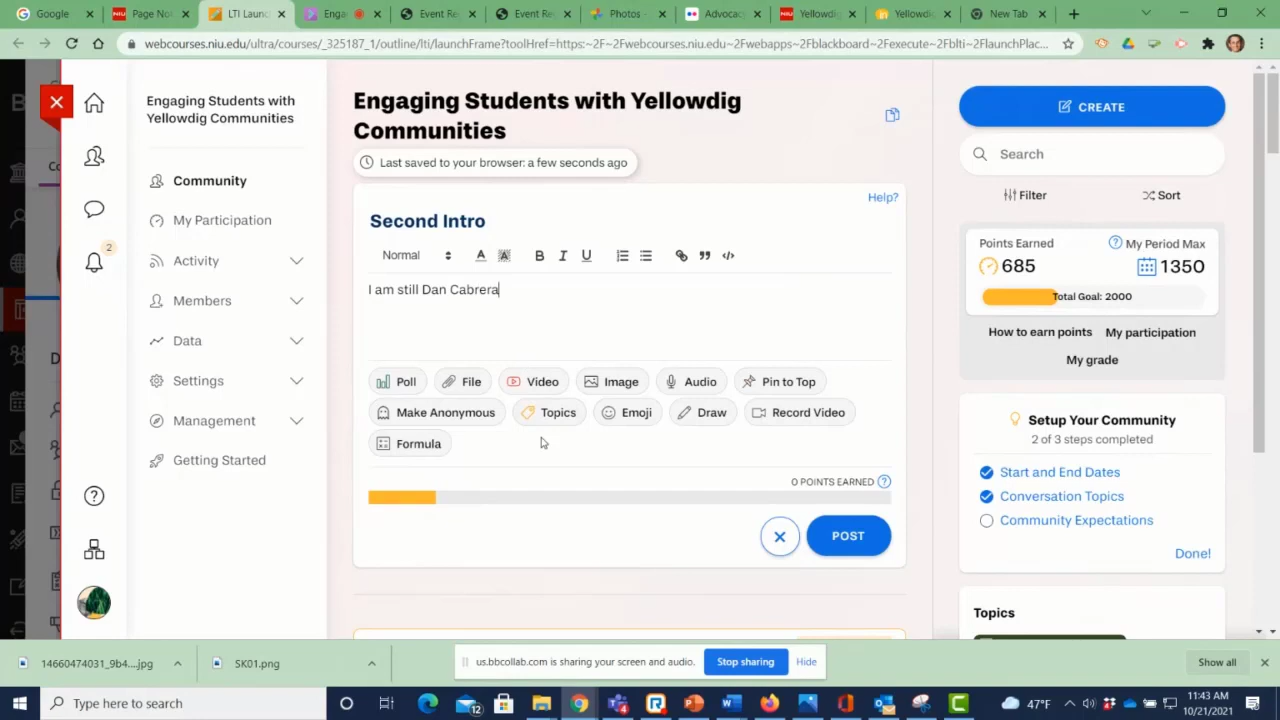 Google
Page No
LTI Laun
Enga
Event Re
Event Re
Photos -
Advocacy
Yellowdig
Yellowdig
New Tab
webcourses.niu.edu/ultra/courses/_325187_1/outline/lti/launchFrame?toolHref=https:~2F~2Fwebcourses.niu.edu~2Fwebapps~2Fblackboard~2Fexecute~2Fblti~2FlaunchPlac...
Engaging Students with
Yellowdig Communities
Community
My Participation
Activity
Members
Data
Settings
Management
Getting Started
2
Engaging Students with Yellowdig
Communities
Last saved to your browser: a few seconds ago
Help?
Second Intro
Normal
A A B I U
I am still Dan Cabrera
Poll File Video Image Audio Pin to Top
Make Anonymous Topics Emoji Draw Record Video
Formula
0 POINTS EARNED
POST
CREATE
Search
Filter Sort
Points Earned My Period Max
685 1350
Total Goal: 2000
How to earn points My participation
My grade
Setup Your Community
2 of 3 steps completed
Start and End Dates
Conversation Topics
Community Expectations
Done!
Topics
14660474031_9b4....jpg
SK01.png
us.bbcollab.com is sharing your screen and audio. Stop sharing Hide
Show all
Type here to search
12
4
47°F
11:43 AM
10/21/2021